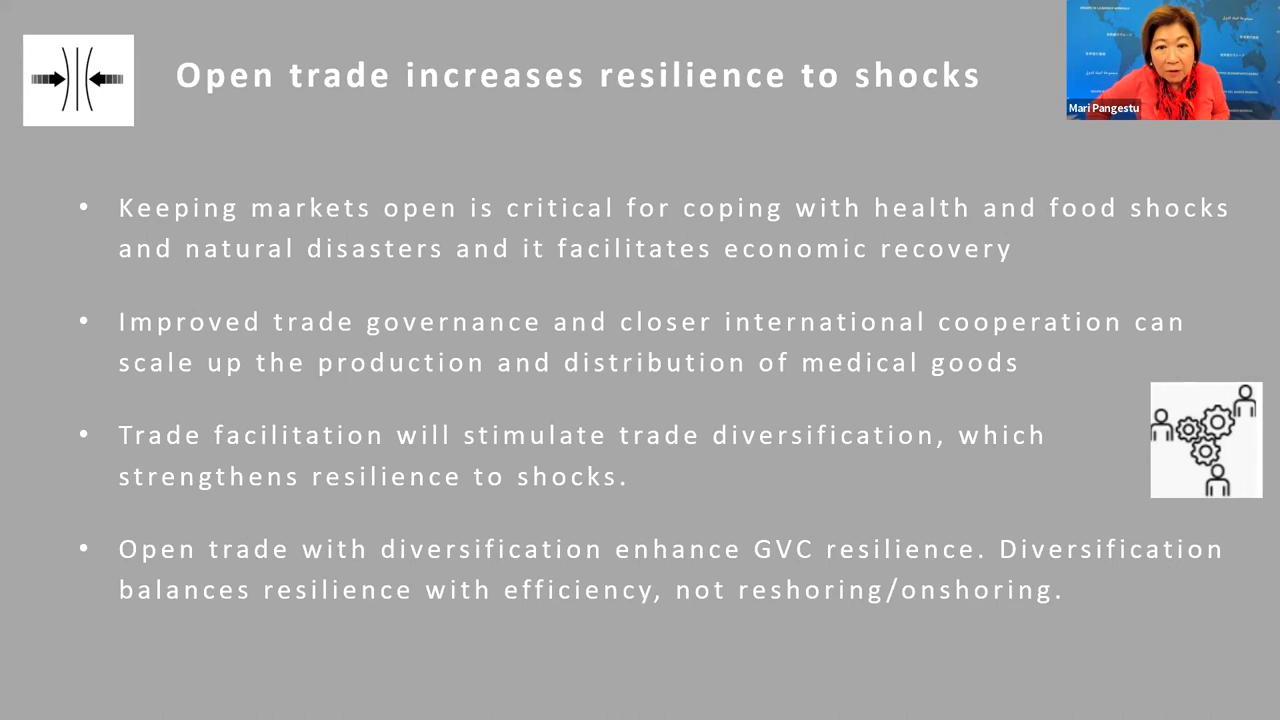 Open trade increases resilience to shocks
Mari Pangestu
• Keeping markets open is critical for coping with health and food shocks
and natural disasters and it facilitates economic recovery
• Improved trade governance and closer international cooperation can
scale up the production and distribution of medical goods
• Trade facilitation will stimulate trade diversification, which
strengthens resilience to shocks.
• Open trade with diversification enhance GVC resilience. Diversification
balances resilience with efficiency, not reshoring/onshoring.